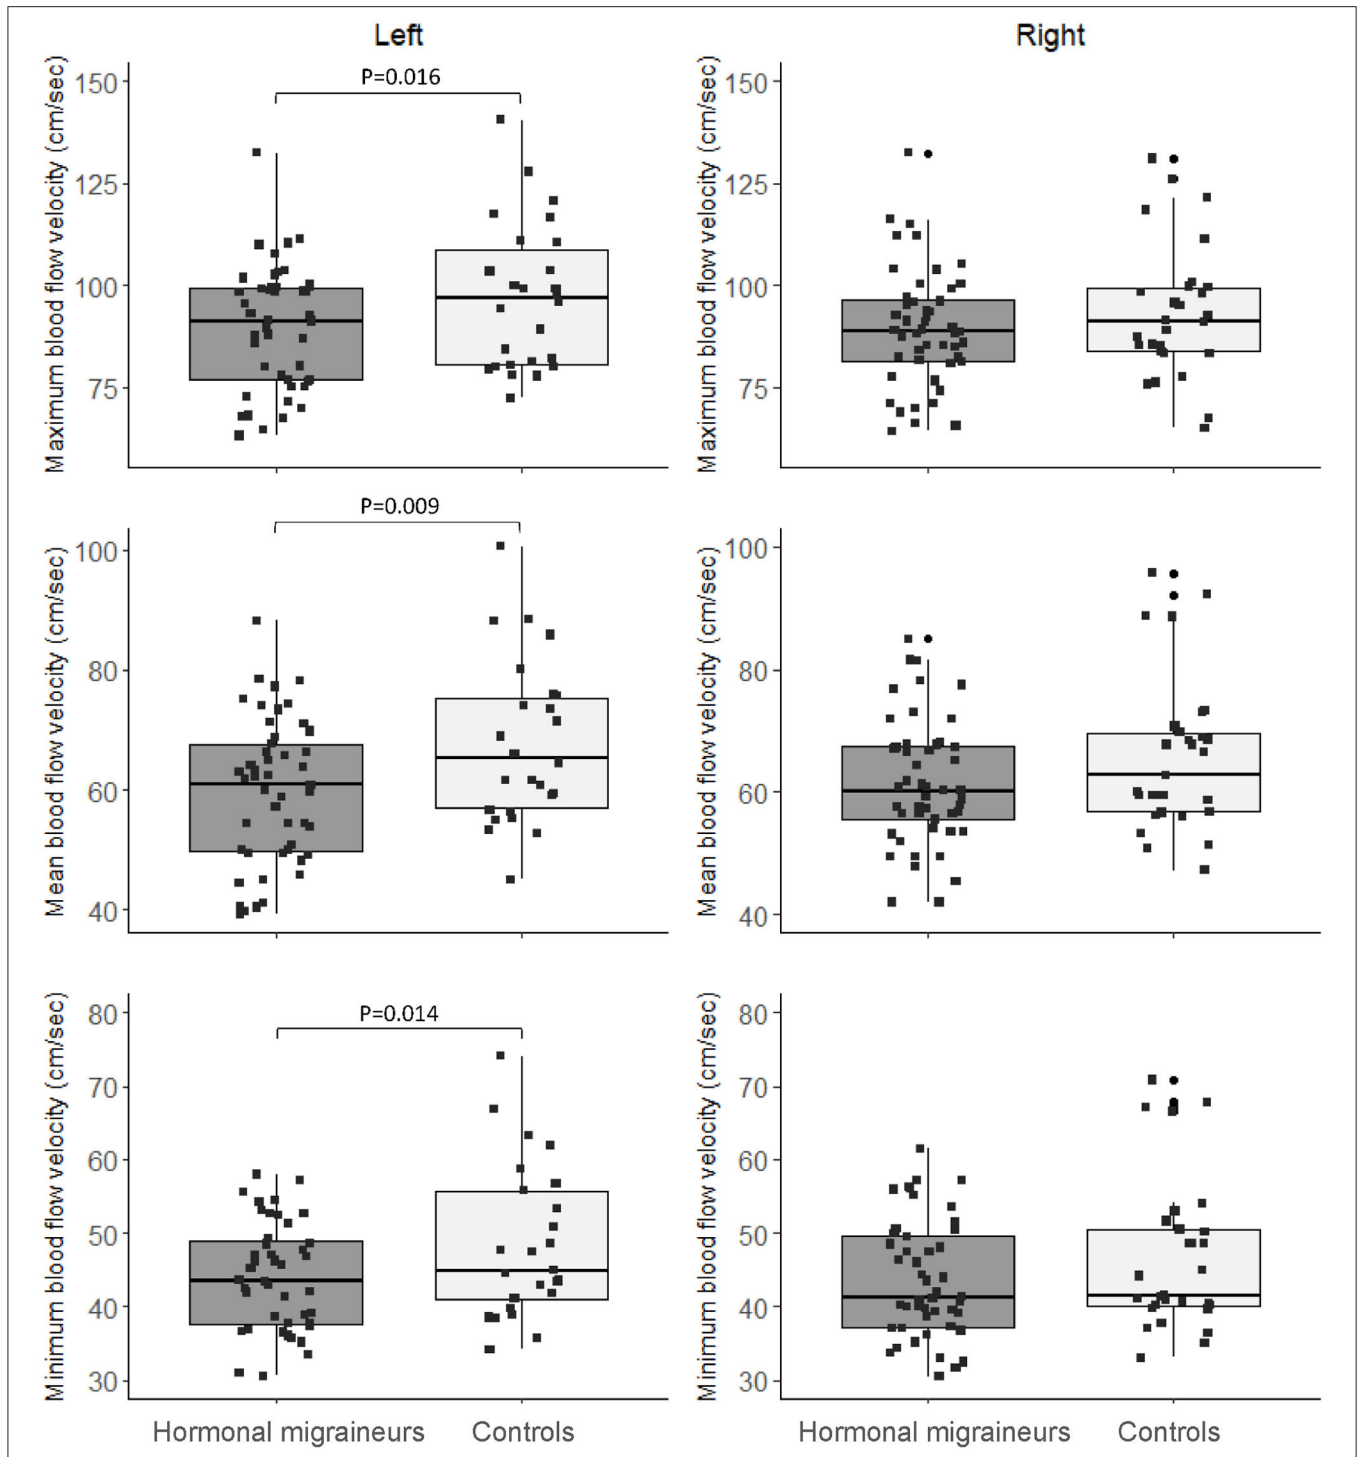 Left
Right
Maximum blood flow velocity (cm/sec)
150
125
100
75
P=0.016
Maximum blood flow velocity (cm/sec)
150
125
100
75
Mean blood flow velocity (cm/sec)
100
80
60
40
P=0.009
Mean blood flow velocity (cm/sec)
100
80
60
40
Minimum blood flow velocity (cm/sec)
80
70
60
50
40
30
P=0.014
Minimum blood flow velocity (cm/sec)
80
70
60
50
40
30
Hormonal migraineurs
Controls
Hormonal migraineurs
Controls